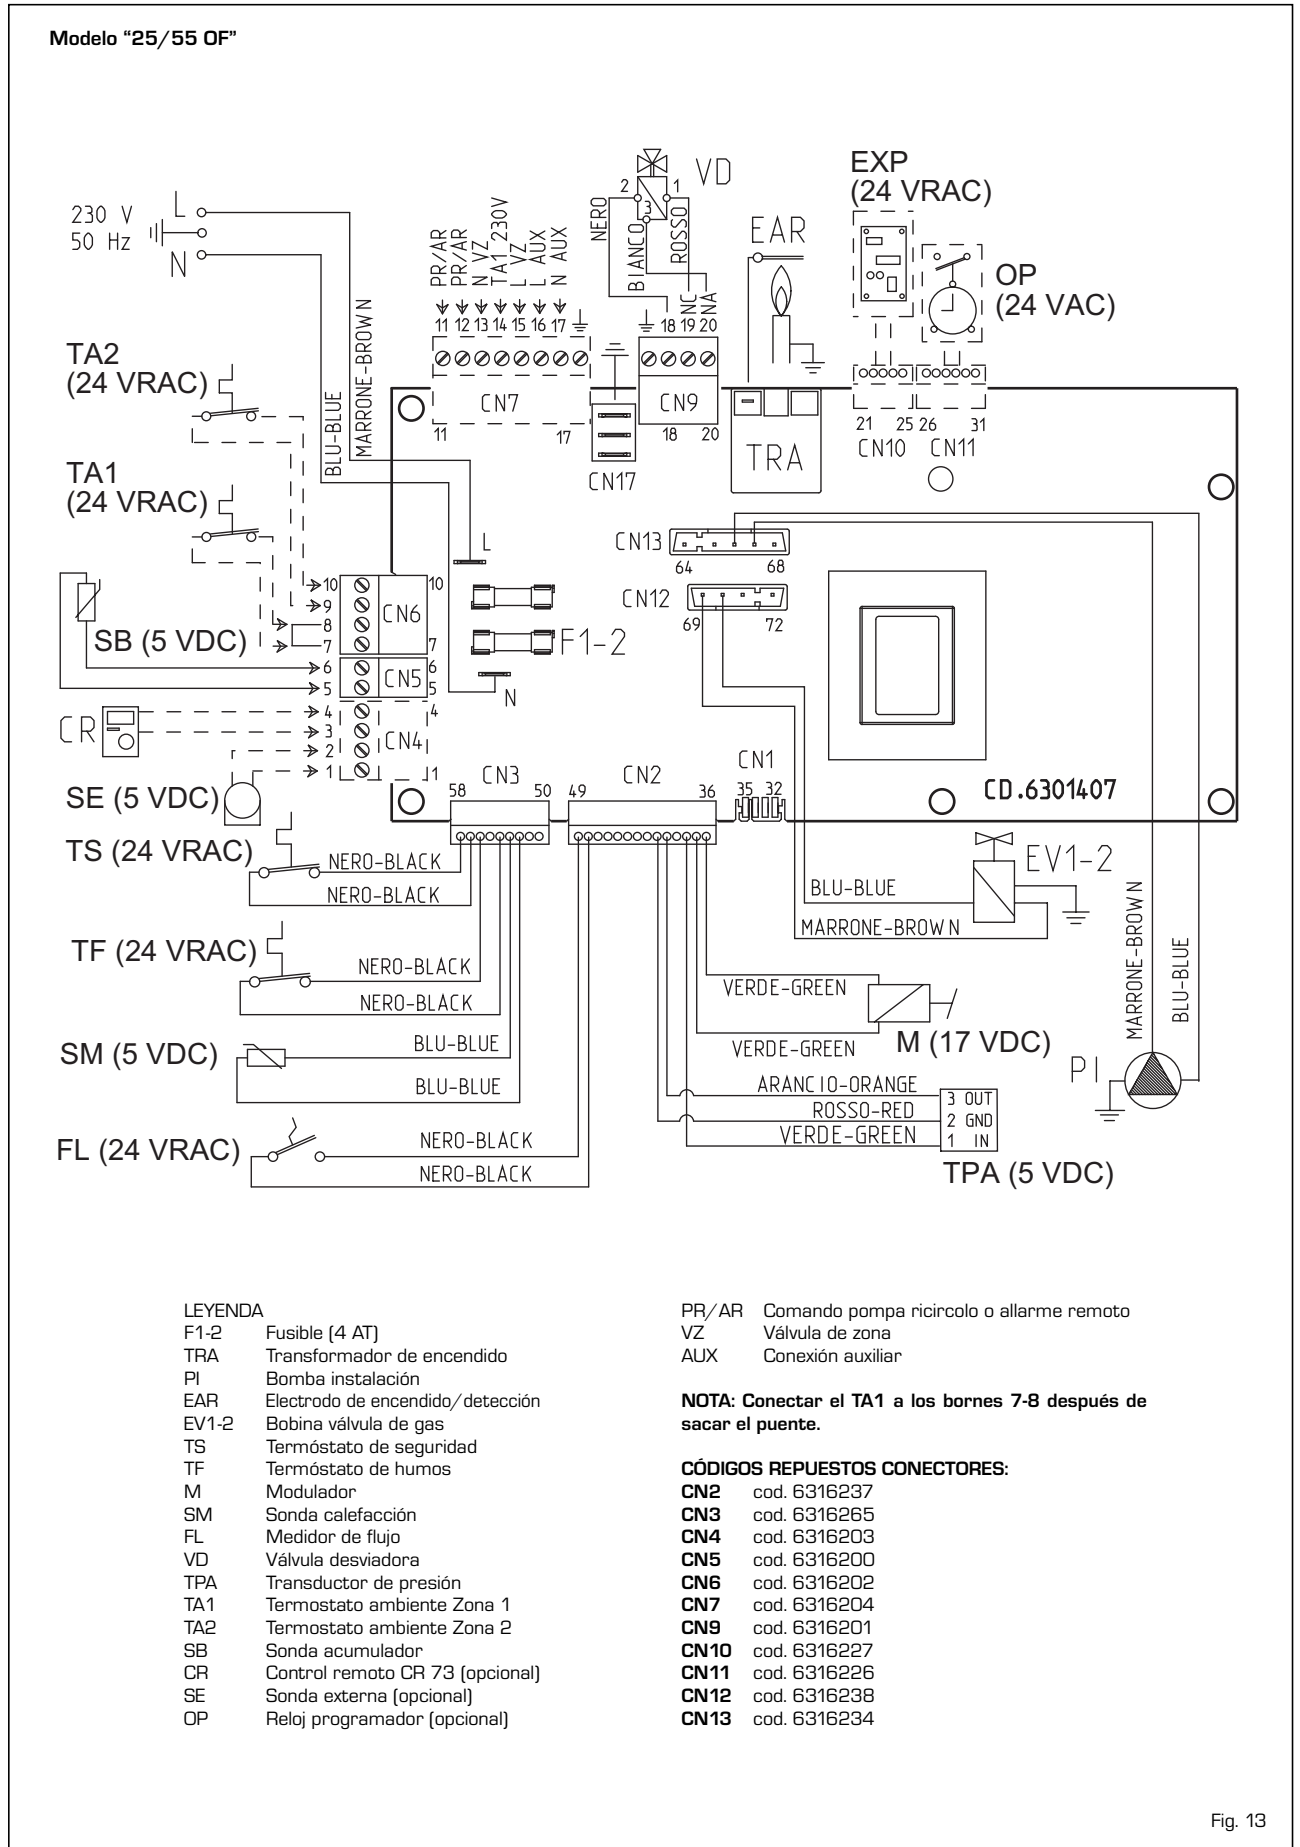 Modelo “25/55 OF”
230 V
50 Hz
L
N
BLU-BLUE
MARRONE-BROWN
PR/AR
PR/AR
N VZ
TA1 230V
L VZ
L AUX
N AUX
11 12 13 14 15 16 17
CN7
11
17
CN17
2
1
3
VD
NERO
BIANCO
ROSSO
NC
NA
18 19 20
CN9
18
20
EAR
TRA
EXP
(24 VRAC)
OP
(24 VAC)
21
25
26
31
CN10
CN11
TA2
(24 VRAC)
TA1
(24 VRAC)
SB (5 VDC)
10
9
8
7
6
5
4
3
2
1
10
CN6
7
6
CN5
5
4
CN4
1
CR
SE (5 VDC)
L
F1-2
N
CN13
64
68
CN12
69
72
CN3
58
50
CN2
49
36
CN1
35 32
CD.6301407
TS (24 VRAC)
NERO-BLACK
NERO-BLACK
TF (24 VRAC)
NERO-BLACK
NERO-BLACK
SM (5 VDC)
BLU-BLUE
BLU-BLUE
FL (24 VRAC)
NERO-BLACK
NERO-BLACK
EV1-2
BLU-BLUE
MARRONE-BROWN
VERDE-GREEN
VERDE-GREEN
M (17 VDC)
ARANCIO-ORANGE
ROSSO-RED
VERDE-GREEN
3 OUT
2 GND
1 IN
TPA (5 VDC)
MARRONE-BROWN
BLU-BLUE
PI
LEYENDA
F1-2 Fusible (4 AT)
TRA Transformador de encendido
PI Bomba instalación
EAR Electrodo de encendido/detección
EV1-2 Bobina válvula de gas
TS Termóstato de seguridad
TF Termóstato de humos
M Modulador
SM Sonda calefacción
FL Medidor de flujo
VD Válvula desviadora
TPA Transductor de presión
TA1 Termostato ambiente Zona 1
TA2 Termostato ambiente Zona 2
SB Sonda acumulador
CR Control remoto CR 73 (opcional)
SE Sonda externa (opcional)
OP Reloj programador (opcional)
PR/AR Comando pompa ricircolo o allarme remoto
VZ Válvula de zona
AUX Conexión auxiliar
NOTA: Conectar el TA1 a los bornes 7-8 después de
sacar el puente.
CÓDIGOS REPUESTOS CONECTORES:
CN2 cod. 6316237
CN3 cod. 6316265
CN4 cod. 6316203
CN5 cod. 6316200
CN6 cod. 6316202
CN7 cod. 6316204
CN9 cod. 6316201
CN10 cod. 6316227
CN11 cod. 6316226
CN12 cod. 6316238
CN13 cod. 6316234
Fig. 13